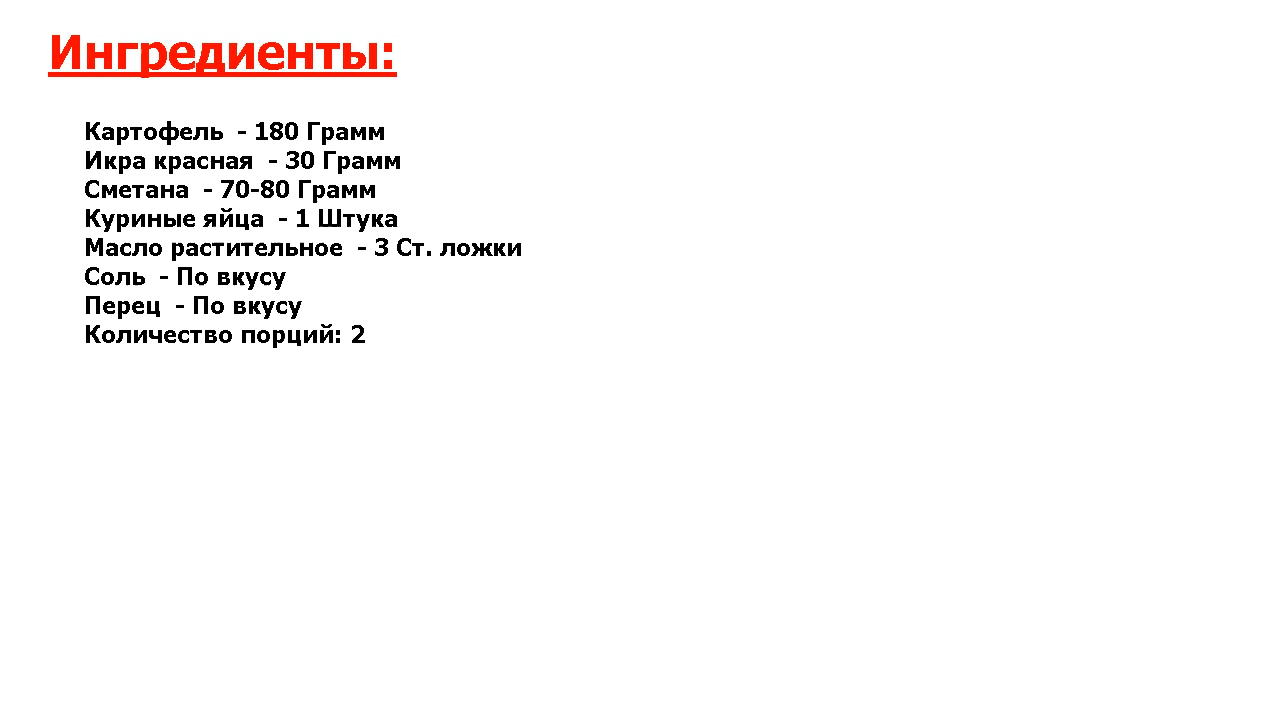 Ингредиенты:
Картофель  - 180 Грамм
Икра красная  - 30 Грамм
Сметана  - 70-80 Грамм
Куриные яйца  - 1 Штука
Масло растительное  - 3 Ст. ложки
Соль  - По вкусу
Перец  - По вкусу
Количество порций: 2